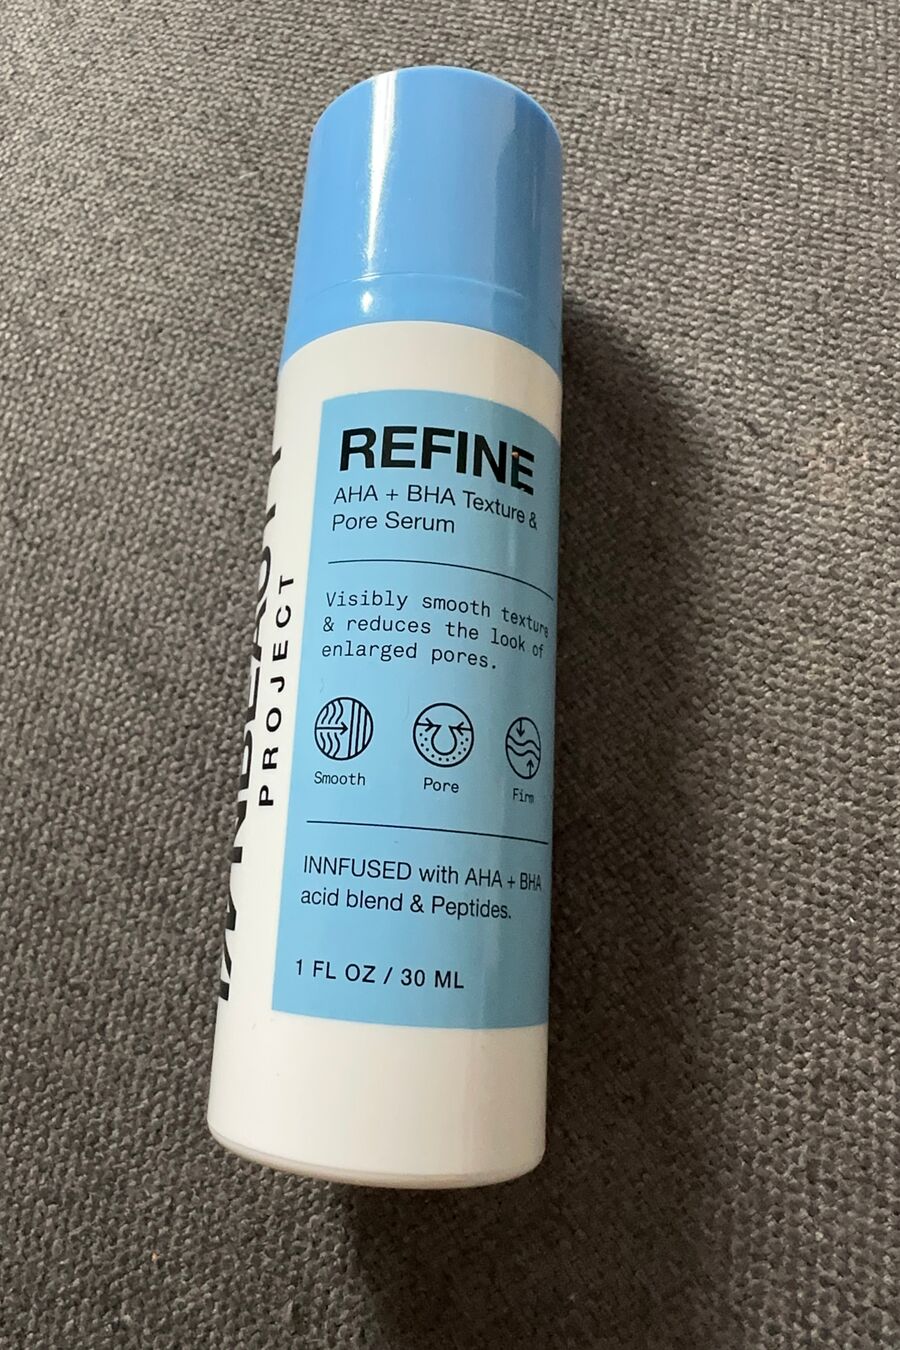 REFINE
AHA + BHA Texture &
Pore Serum
Visibly smooth texture
& reduces the look of
enlarged pores.
Smooth
Pore
Firm
INNFUSED with AHA + BHA
acid blend & Peptides.
1 FL OZ / 30 ML
INNBEAUTY
PROJECT